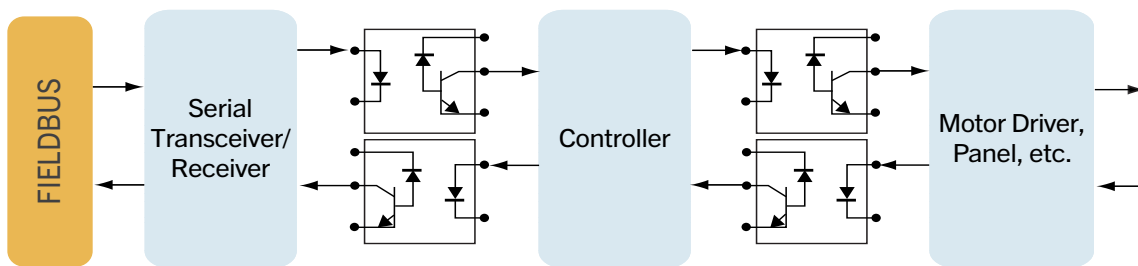 FIELDBUS
Serial
Transceiver/
Receiver
Controller
Motor Driver,
Panel, etc.